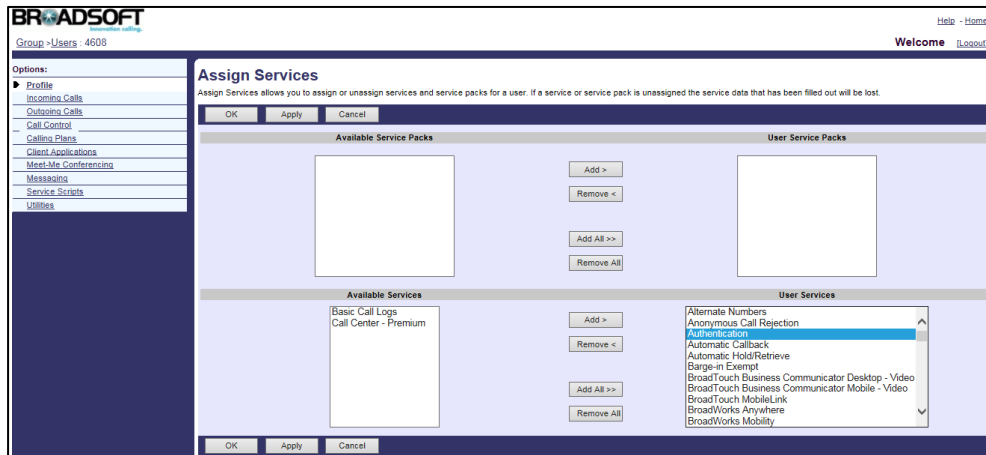 BROADSOFT
innovation calling.
Help - Home
Group >Users : 4608
Welcome [Logout]
Options:
Profile
Incoming Calls
Outgoing Calls
Call Control
Calling Plans
Client Applications
Meet-Me Conferencing
Messaging
Service Scripts
Utilities
Assign Services
Assign Services allows you to assign or unassign services and service packs for a user. If a service or service pack is unassigned the service data that has been filled out will be lost.
OK Apply Cancel
Available Service Packs User Service Packs
Add >
Remove <
Add All >>
Remove All
Available Services User Services
Basic Call Logs
Call Center - Premium
Add >
Remove <
Add All >>
Remove All
Alternate Numbers
Anonymous Call Rejection
Authentication
Automatic Callback
Automatic Hold/Retrieve
Barge-in Exempt
BroadTouch Business Communicator Desktop - Video
BroadTouch Business Communicator Mobile - Video
BroadTouch MobileLink
BroadWorks Anywhere
BroadWorks Mobility
OK Apply Cancel